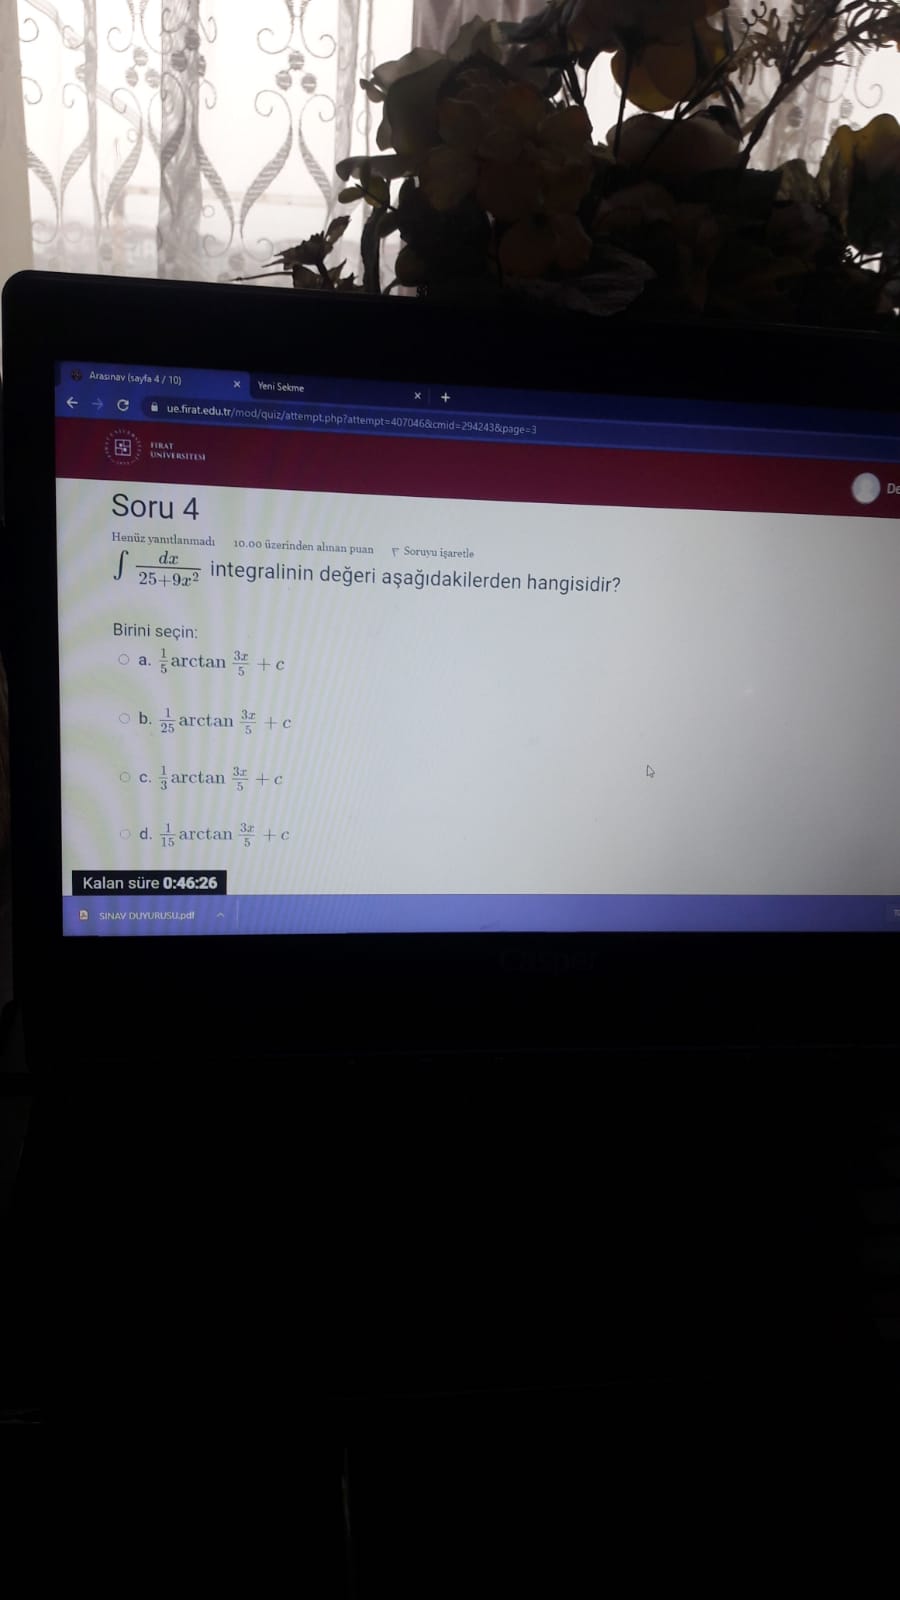 Arasınav (sayfa 4 / 10)
Yeni Sekme
ue.firat.edu.tr/mod/quiz/attempt.php?attempt=407046&cmid=294243&page=3
FIRAT
ÜNİVERSİTESİ
De
Soru 4
Henüz yanıtlanmadı 10.00 üzerinden alınan puan Soruyu işaretle
∫ dx/(25+9x²) integralinin değeri aşağıdakilerden hangisidir?
Birini seçin:
a. 1/5 arctan 3x/5 + c
b. 1/25 arctan 3x/5 + c
c. 1/3 arctan 3x/5 + c
d. 1/15 arctan 3x/5 + c
Kalan süre 0:46:26
SINAV DUYURUSU.pdf
casper